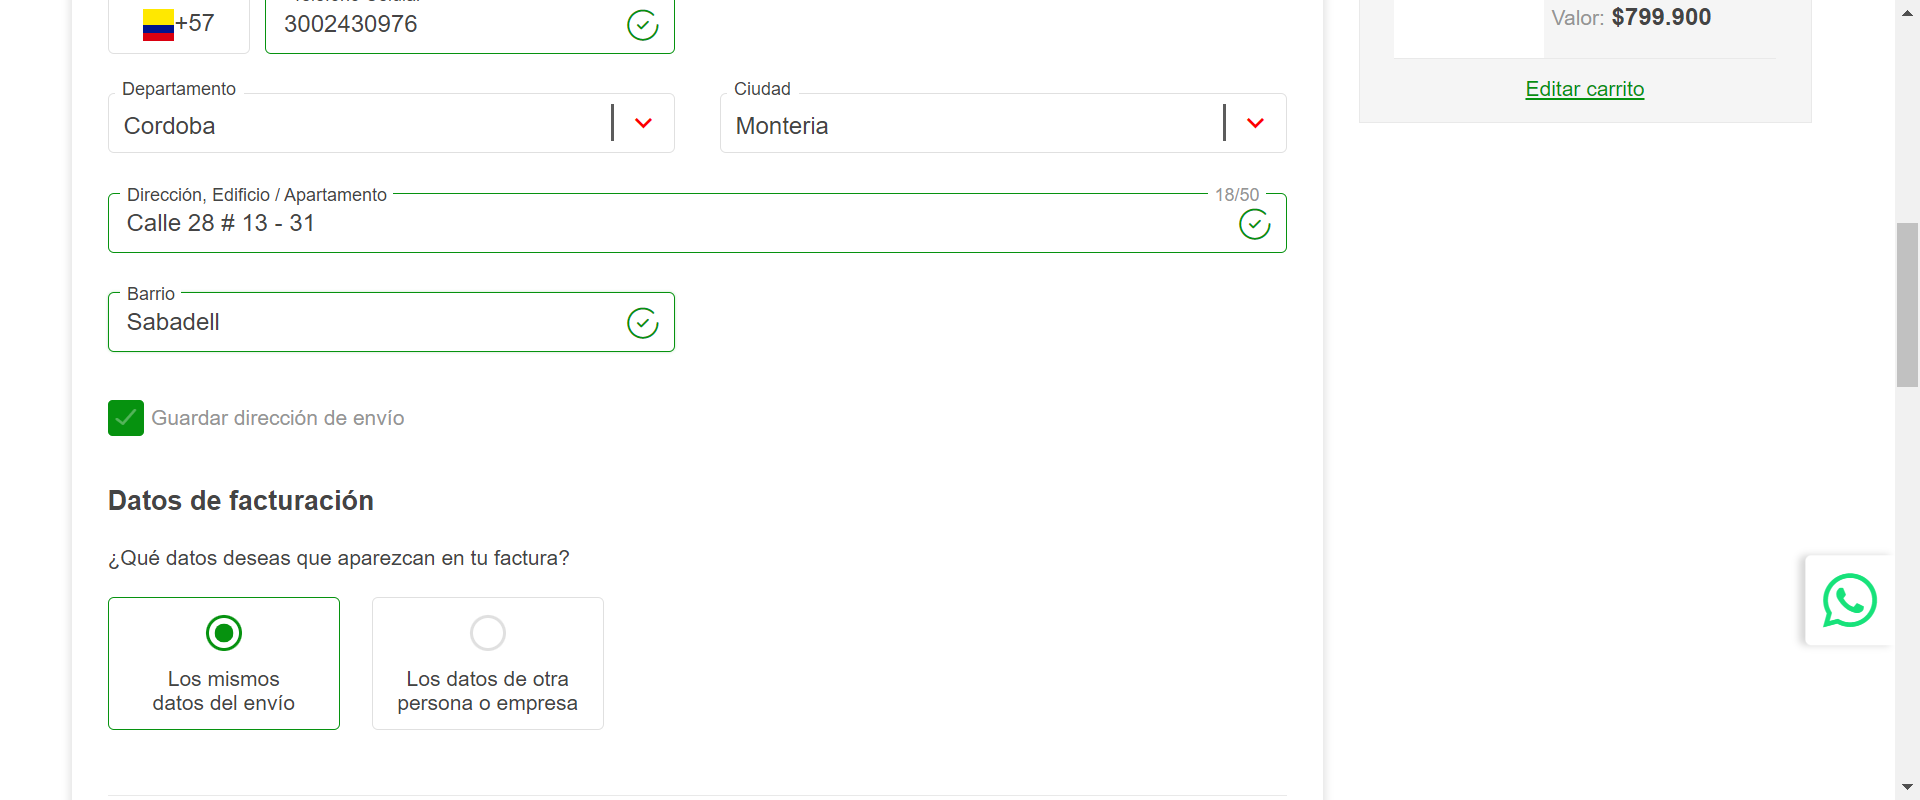 +57
3002430976
Valor: $799.900
Editar carrito
Departamento
Cordoba
Ciudad
Monteria
Dirección, Edificio / Apartamento
18/50
Calle 28 # 13 - 31
Barrio
Sabadell
Guardar dirección de envío
Datos de facturación
¿Qué datos deseas que aparezcan en tu factura?
Los mismos
datos del envío
Los datos de otra
persona o empresa